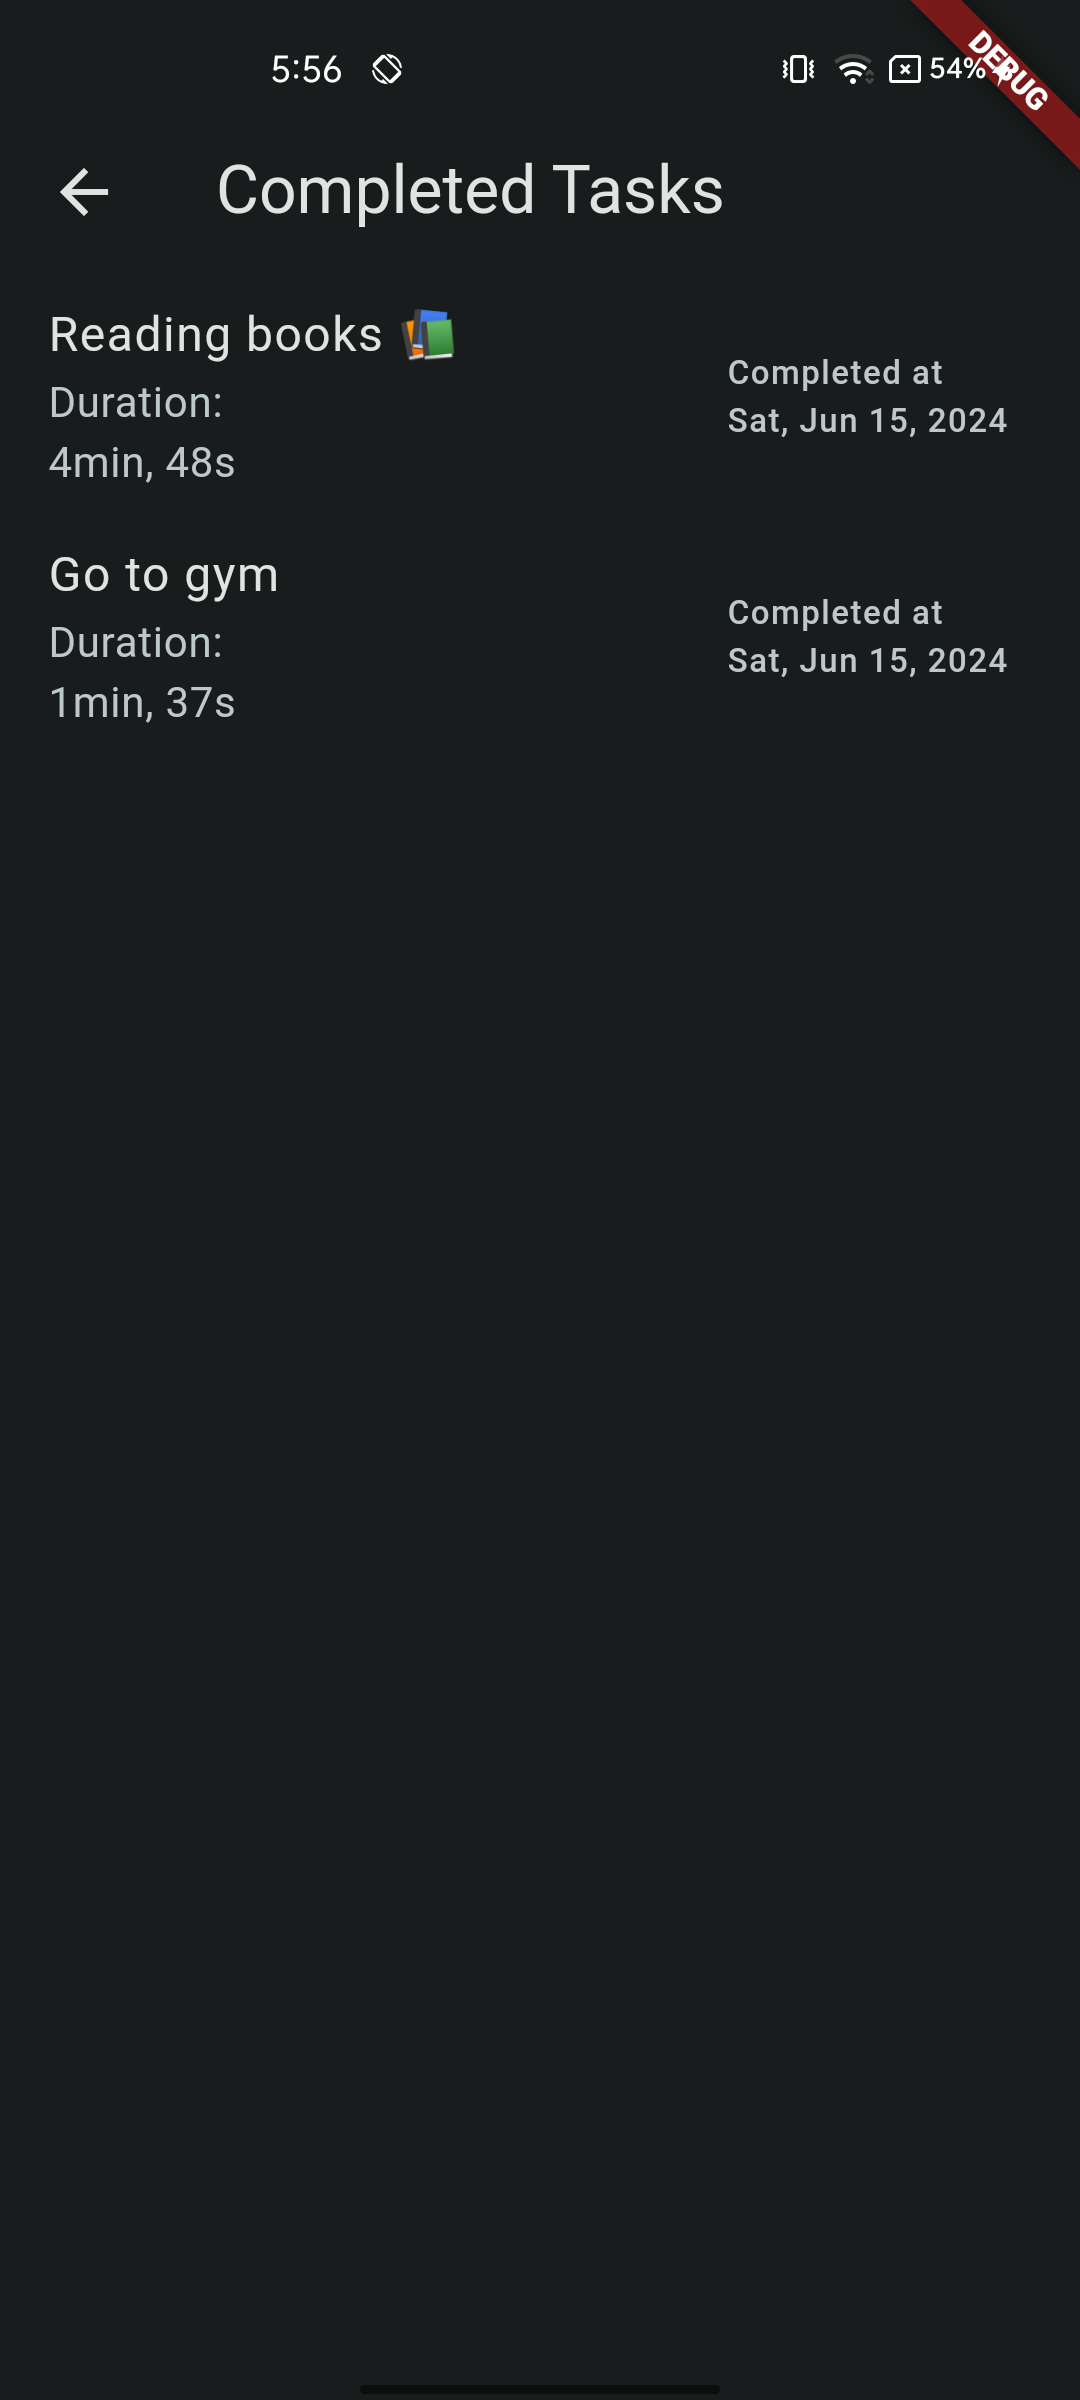 5:56
54%
DEBUG
Completed Tasks
Reading books 📚
Duration:
4min, 48s
Completed at
Sat, Jun 15, 2024
Go to gym
Duration:
1min, 37s
Completed at
Sat, Jun 15, 2024